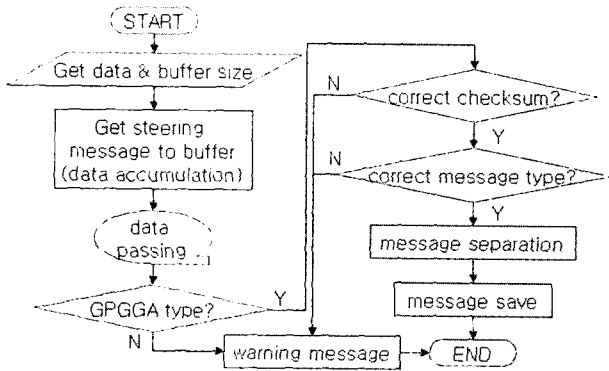 START
Get data & buffer size
Get steering
message to buffer
(data accumulation)
data
passing
GPGGA type?
Y
N
warning message
correct checksum?
N
Y
correct message type?
N
Y
message separation
message save
END